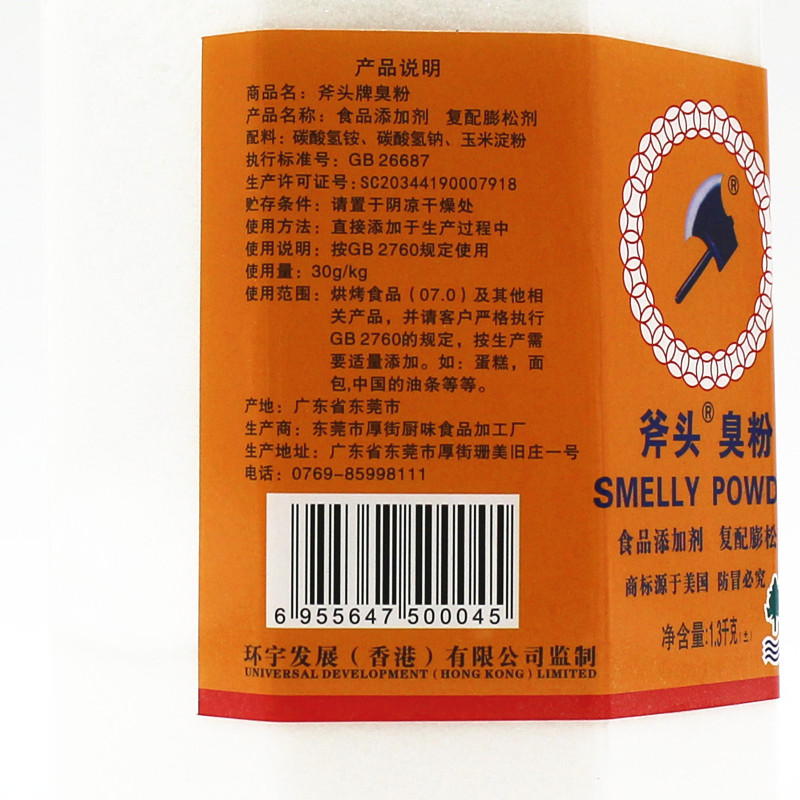 产品说明
商品名：斧头牌臭粉
产品名称：食品添加剂 复配膨松剂
配料：碳酸氢铵、碳酸氢钠、玉米淀粉
执行标准号：GB 26687
生产许可证号：SC20344190007918
贮存条件：请置于阴凉干燥处
使用方法：直接添加于生产过程中
使用说明：按GB 2760规定使用
使用量：30g/kg
使用范围：烘烤食品（07.0）及其他相
关产品，并请客户严格执行
GB 2760的规定，按生产需
要适量添加。如：蛋糕，面
包,中国的油条等等。
产地：广东省东莞市
生产商：东莞市厚街厨味食品加工厂
生产地址：广东省东莞市厚街珊美旧庄一号
电话：0769-85998111
6 955647 500045
环宇发展（香港）有限公司监制
UNIVERSAL DEVELOPMENT (HONG KONG) LIMITED
®
斧头® 臭粉
SMELLY POWD
食品添加剂 复配膨松
商标源于美国 防冒必究
净含量:1.3千克(±)